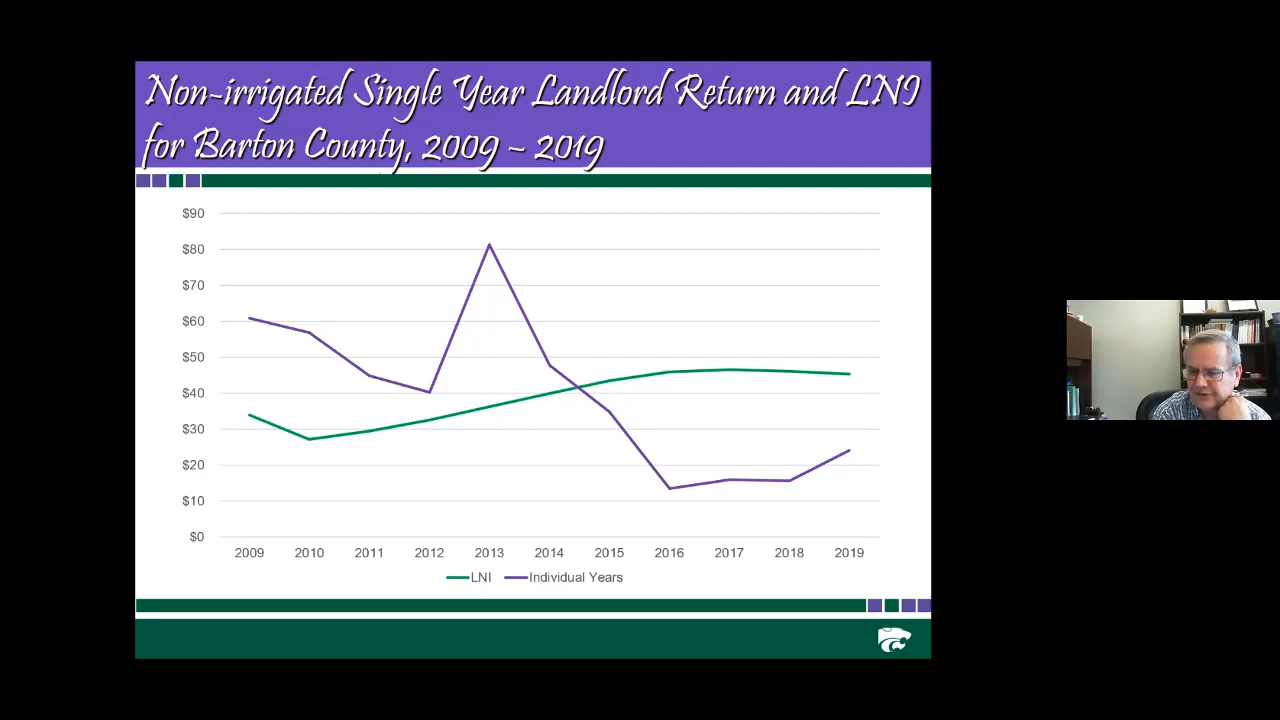 Non-irrigated Single Year Landlord Return and LNI
for Barton County, 2009 – 2019
$90
$80
$70
$60
$50
$40
$30
$20
$10
$0
2009 2010 2011 2012 2013 2014 2015 2016 2017 2018 2019
LNI Individual Years